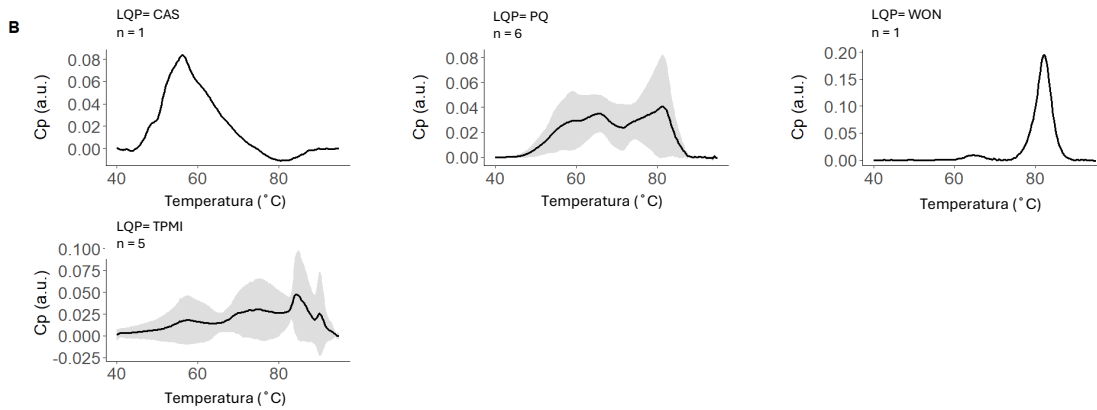 B
LQP= CAS
n = 1
Cp (a.u.)
0.08
0.06
0.04
0.02
0.00
40 60 80
Temperatura (˚C)
LQP= PQ
n = 6
Cp (a.u.)
0.08
0.06
0.04
0.02
0.00
40 60 80
Temperatura (˚C)
LQP= WON
n = 1
Cp (a.u.)
0.20
0.15
0.10
0.05
0.00
40 60 80
Temperatura (˚C)
LQP= TPMI
n = 5
Cp (a.u.)
0.100
0.075
0.050
0.025
0.000
-0.025
40 60 80
Temperatura (˚C)